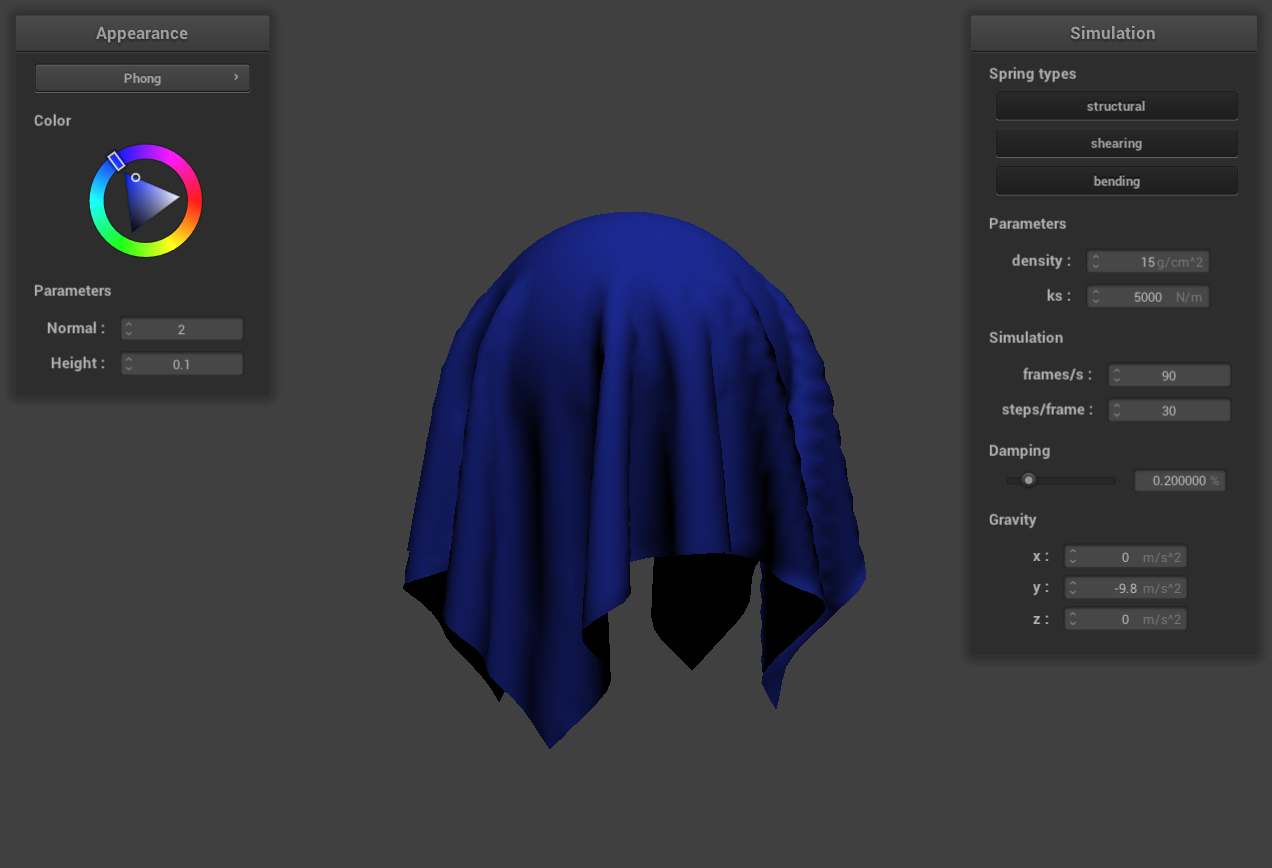 Appearance
Phong
Color
Parameters
Normal : 2
Height : 0.1
Simulation
Spring types
structural
shearing
bending
Parameters
density : 15 g/cm^2
ks : 5000 N/m
Simulation
frames/s : 90
steps/frame : 30
Damping
0.200000 %
Gravity
x : 0 m/s^2
y : -9.8 m/s^2
z : 0 m/s^2